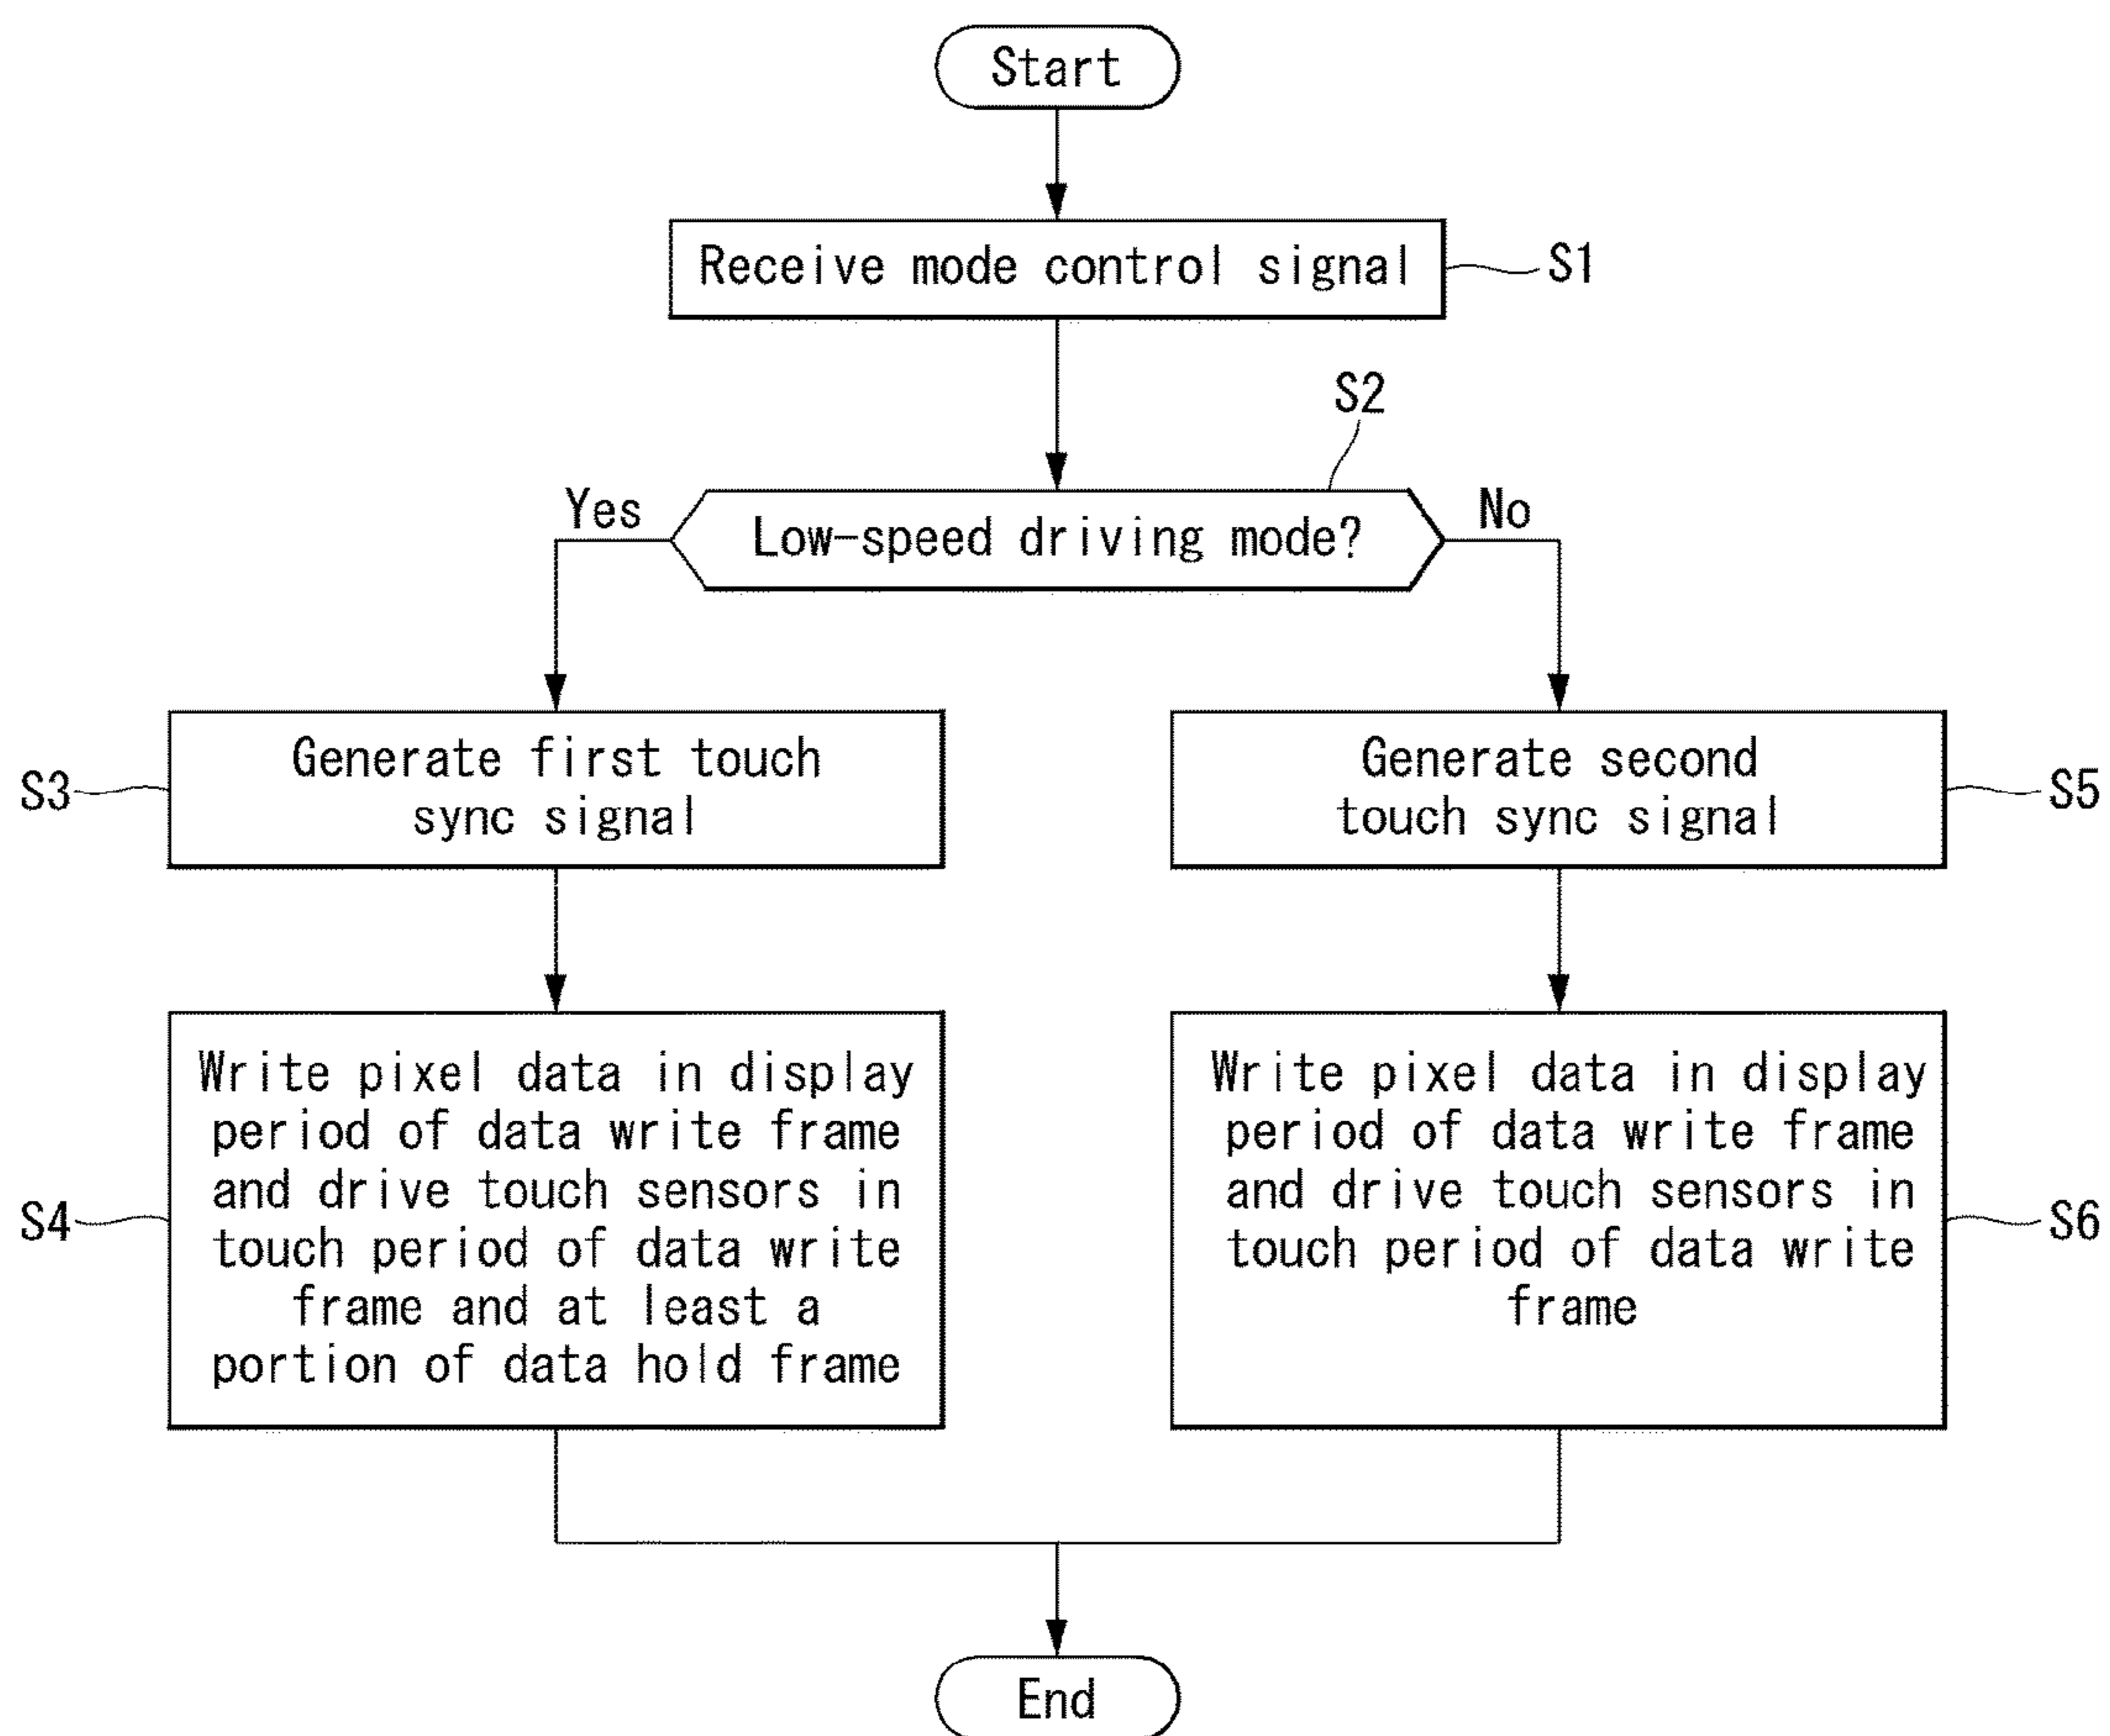 Start
Receive mode control signal
S1
S2
Yes
Low-speed driving mode?
No
S3
Generate first touch
sync signal
Generate second
touch sync signal
S5
S4
Write pixel data in display
period of data write frame
and drive touch sensors in
touch period of data write
frame and at least a
portion of data hold frame
Write pixel data in display
period of data write frame
and drive touch sensors in
touch period of data write
frame
S6
End